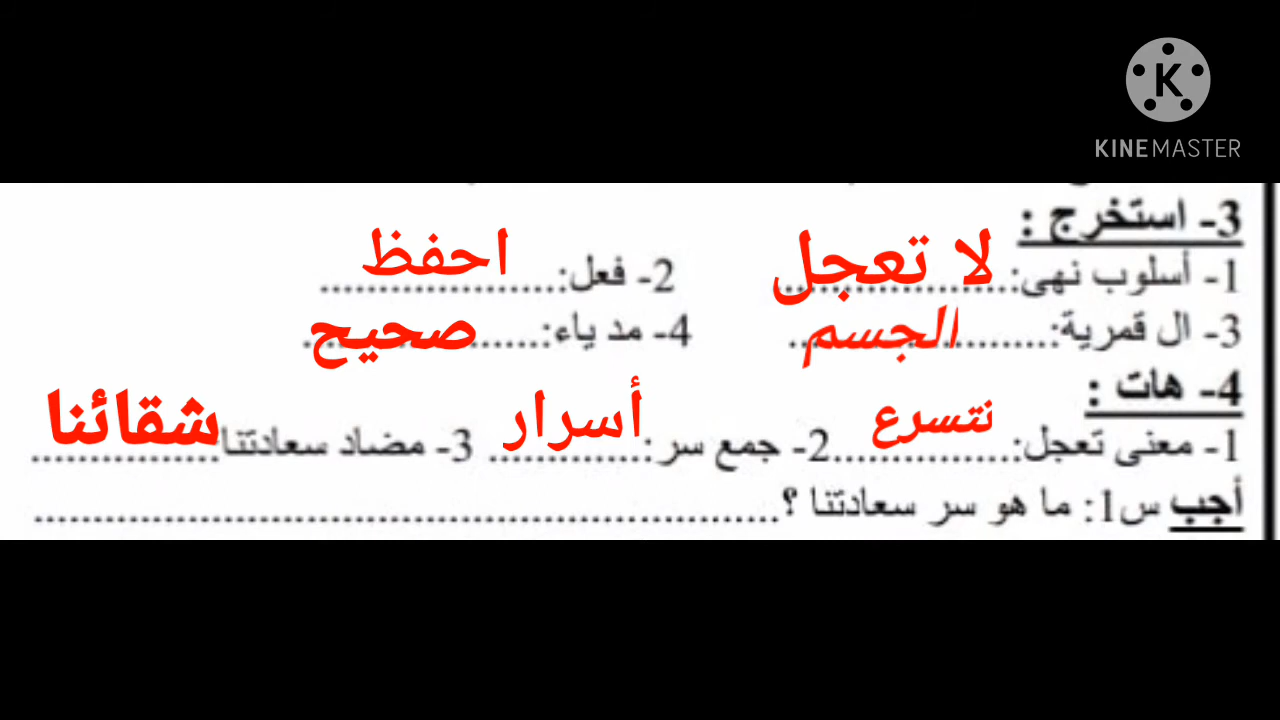 KINEMASTER
3- استخرج :
1- أسلوب نهى: لا تعجل 2- فعل: احفظ
3- ال قمرية: الجسم 4- مد ياء: صحيح
4- هات :
1- معنى تعجل: نتسرع 2- جمع سر: أسرار 3- مضاد سعادتنا شقائنا
أجب س1: ما هو سر سعادتنا ؟